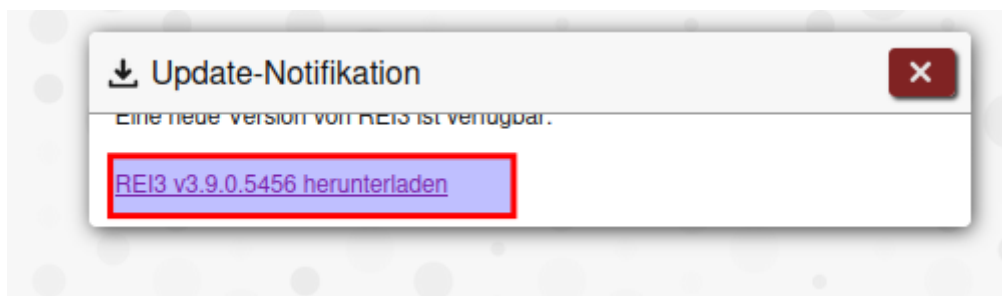 Update-Notifikation
Eine neue Version von REI3 ist verfügbar:
REI3 v3.9.0.5456 herunterladen